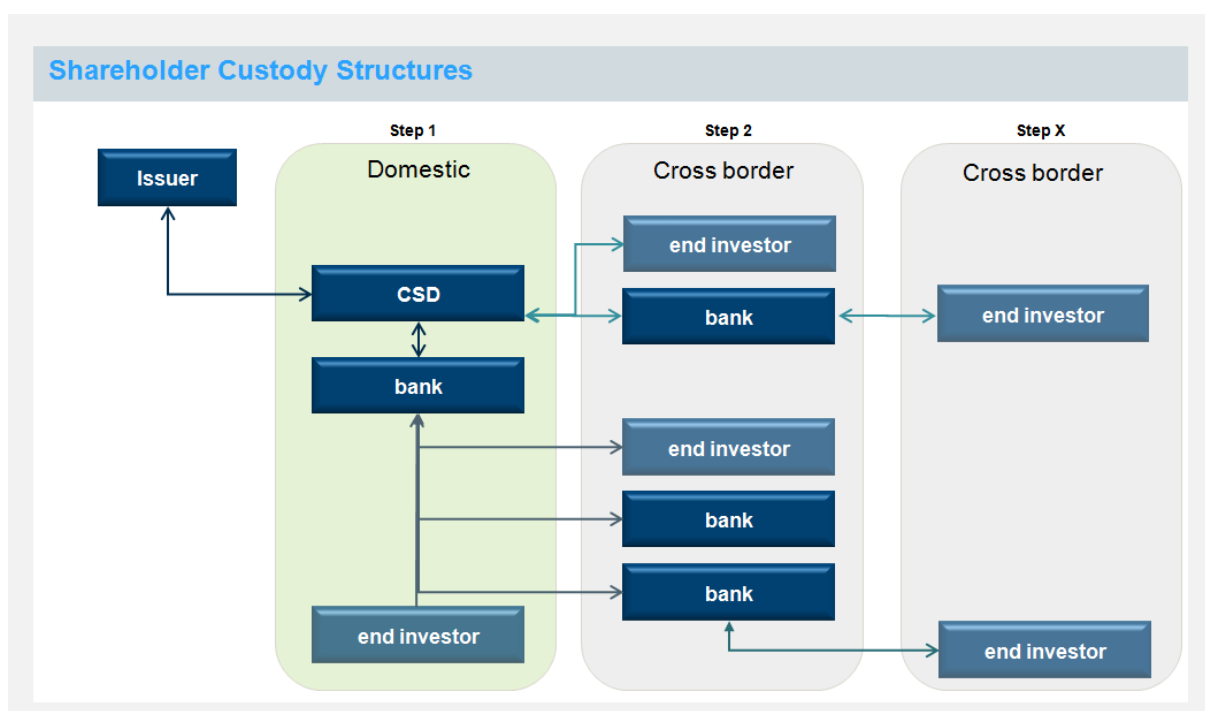 Shareholder Custody Structures
Step 1
Step 2
Step X
Issuer
Domestic
Cross border
Cross border
end investor
CSD
bank
end investor
bank
end investor
bank
bank
end investor
end investor